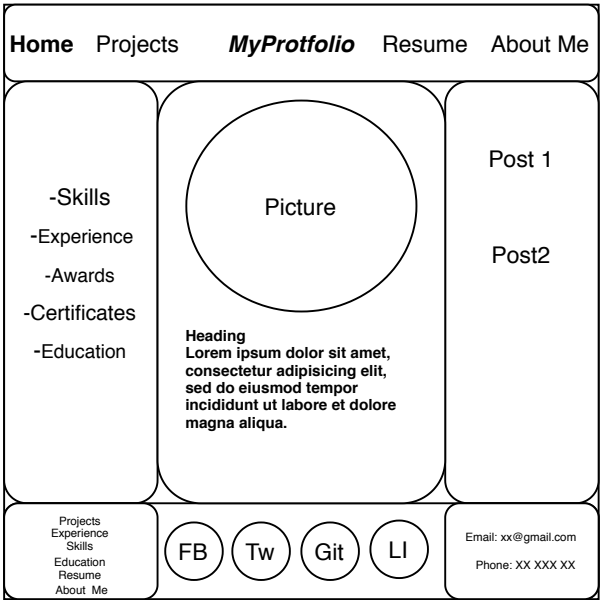 Home Projects MyProtfolio Resume About Me
-Skills
-Experience
-Awards
-Certificates
-Education
Picture
Heading
Lorem ipsum dolor sit amet,
consectetur adipisicing elit,
sed do eiusmod tempor
incididunt ut labore et dolore
magna aliqua.
Post 1
Post2
Projects
Experience
Skills
Education
Resume
About Me
FB Tw Git LI
Email: xx@gmail.com
Phone: XX XXX XX